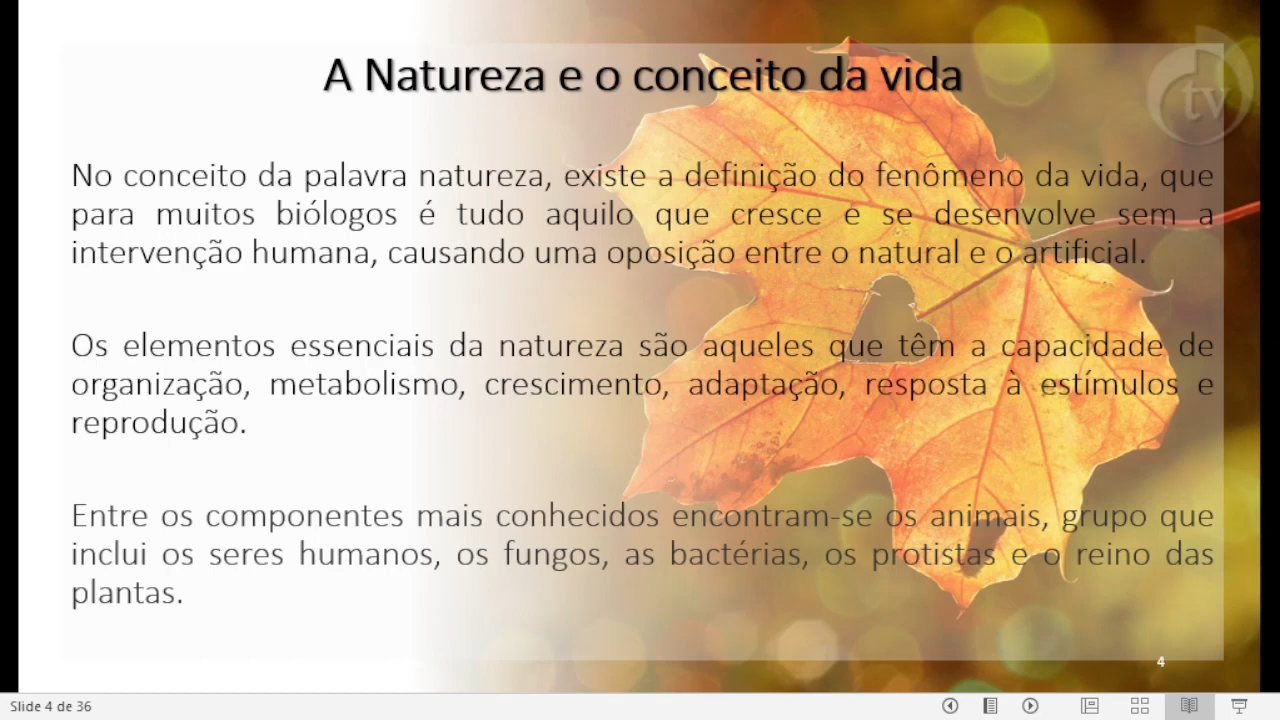 A Natureza e o conceito da vida
tv
No conceito da palavra natureza, existe a definição do fenômeno da vida, que
para muitos biólogos é tudo aquilo que cresce e se desenvolve sem a
intervenção humana, causando uma oposição entre o natural e o artificial.
Os elementos essenciais da natureza são aqueles que têm a capacidade de
organização, metabolismo, crescimento, adaptação, resposta à estímulos e
reprodução.
Entre os componentes mais conhecidos encontram-se os animais, grupo que
inclui os seres humanos, os fungos, as bactérias, os protistas e o reino das
plantas.
4
Slide 4 de 36